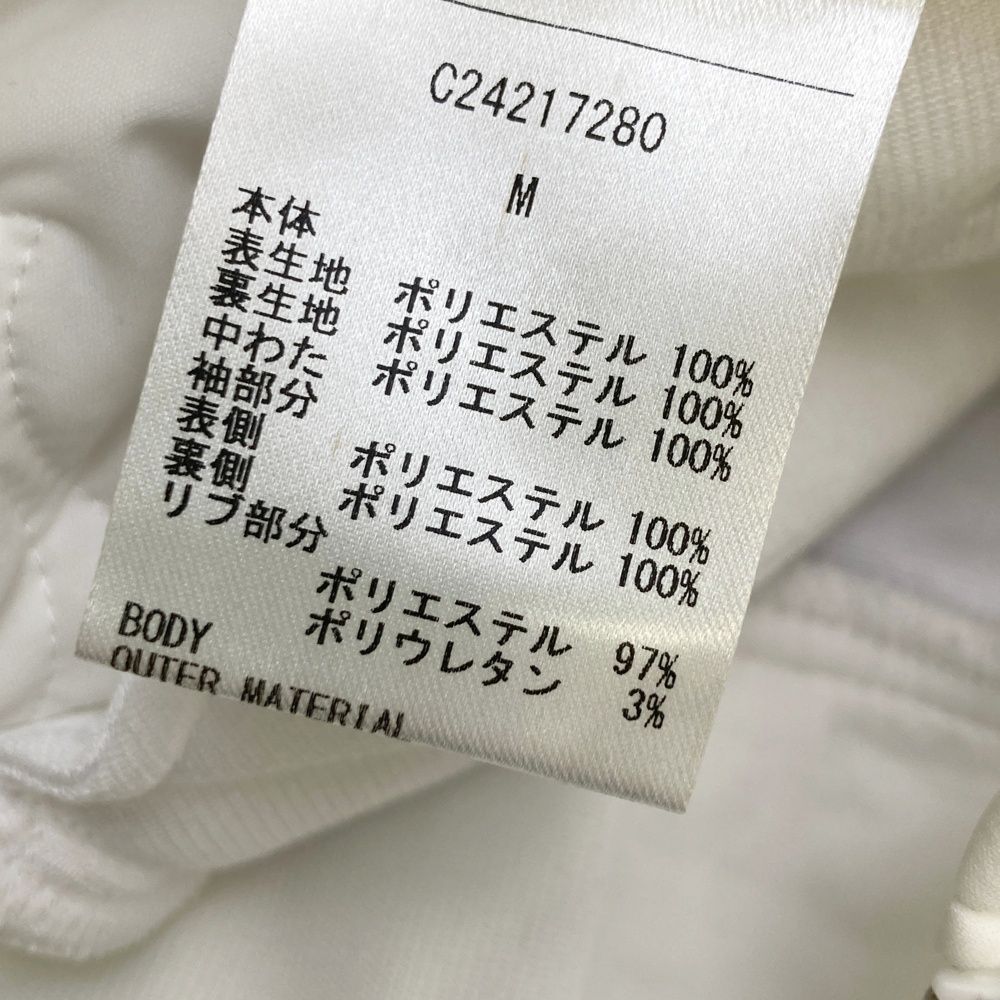 C24217280
M
本体
表生地 ポリエステル 100%
裏生地 ポリエステル 100%
中わた ポリエステル 100%
袖部分
表側 ポリエステル 100%
裏側 ポリエステル 100%
リブ部分
ポリエステル 97%
ポリウレタン 3%
BODY
OUTER MATERIAL